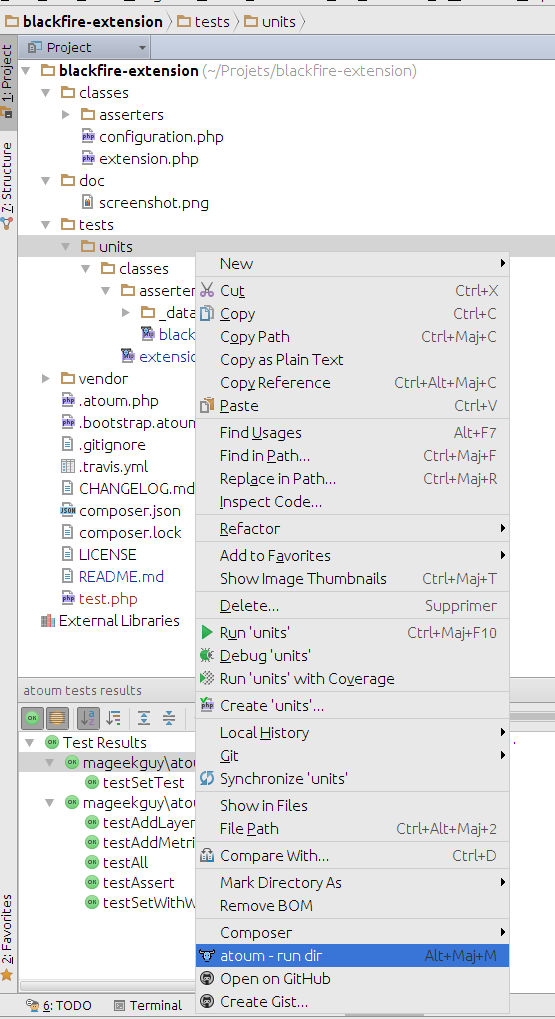 blackfire-extension tests units
1: Project
Project
blackfire-extension (~/Projets/blackfire-extension)
classes
asserters
configuration.php
extension.php
doc
screenshot.png
7: Structure
tests
units
classes
asserter
_data
black
extensio
vendor
.atoum.php
.bootstrap.atoum
.gitignore
.travis.yml
CHANGELOG.md
composer.json
composer.lock
LICENSE
README.md
test.php
External Libraries
New
Cut Ctrl+X
Copy Ctrl+C
Copy Path Ctrl+Maj+C
Copy as Plain Text
Copy Reference Ctrl+Alt+Maj+C
Paste Ctrl+V
Find Usages Alt+F7
Find in Path... Ctrl+Maj+F
Replace in Path... Ctrl+Maj+R
Inspect Code...
Refactor
Add to Favorites
Show Image Thumbnails Ctrl+Maj+T
Delete... Supprimer
Run 'units' Ctrl+Maj+F10
Debug 'units'
Run 'units' with Coverage
Create 'units'...
Local History
Git
Synchronize 'units'
Show in Files
File Path Ctrl+Alt+Maj+2
Compare With... Ctrl+D
Mark Directory As
Remove BOM
Composer
atoum - run dir Alt+Maj+M
Open on GitHub
Create Gist...
atoum tests results
Test Results
mageekguy\atou
testSetTest
mageekguy\atou
testAddLayer
testAddMetri
testAll
testAssert
testSetWithW
2: Favorites
6: TODO Terminal